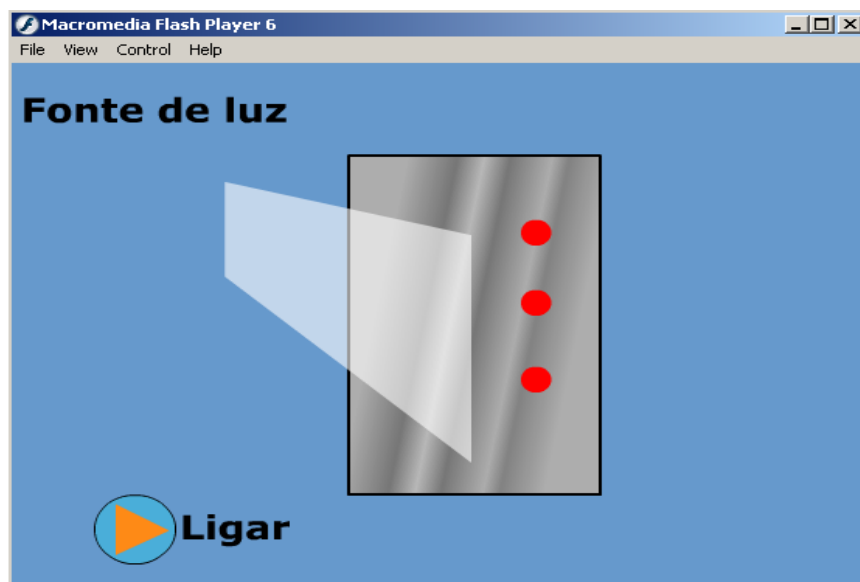 Macromedia Flash Player 6
File View Control Help
Fonte de luz
Ligar